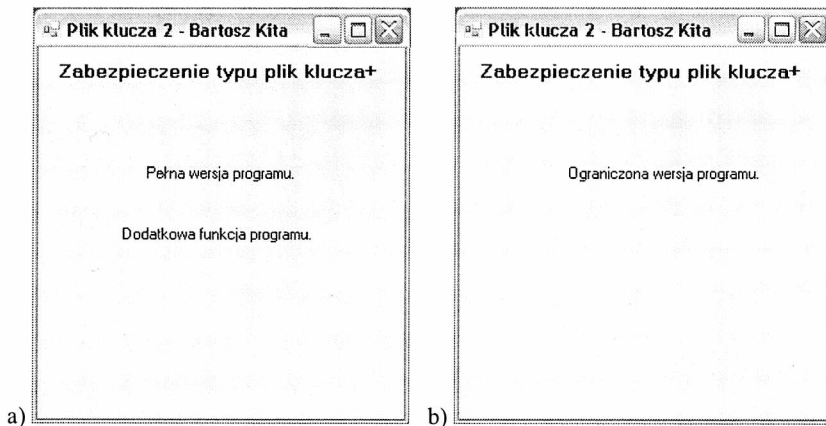 Plik klucza 2 - Bartosz Kita
Zabezpieczenie typu plik klucza+
Pełna wersja programu.
Dodatkowa funkcja programu.
a)
Plik klucza 2 - Bartosz Kita
Zabezpieczenie typu plik klucza+
Ograniczona wersja programu.
b)